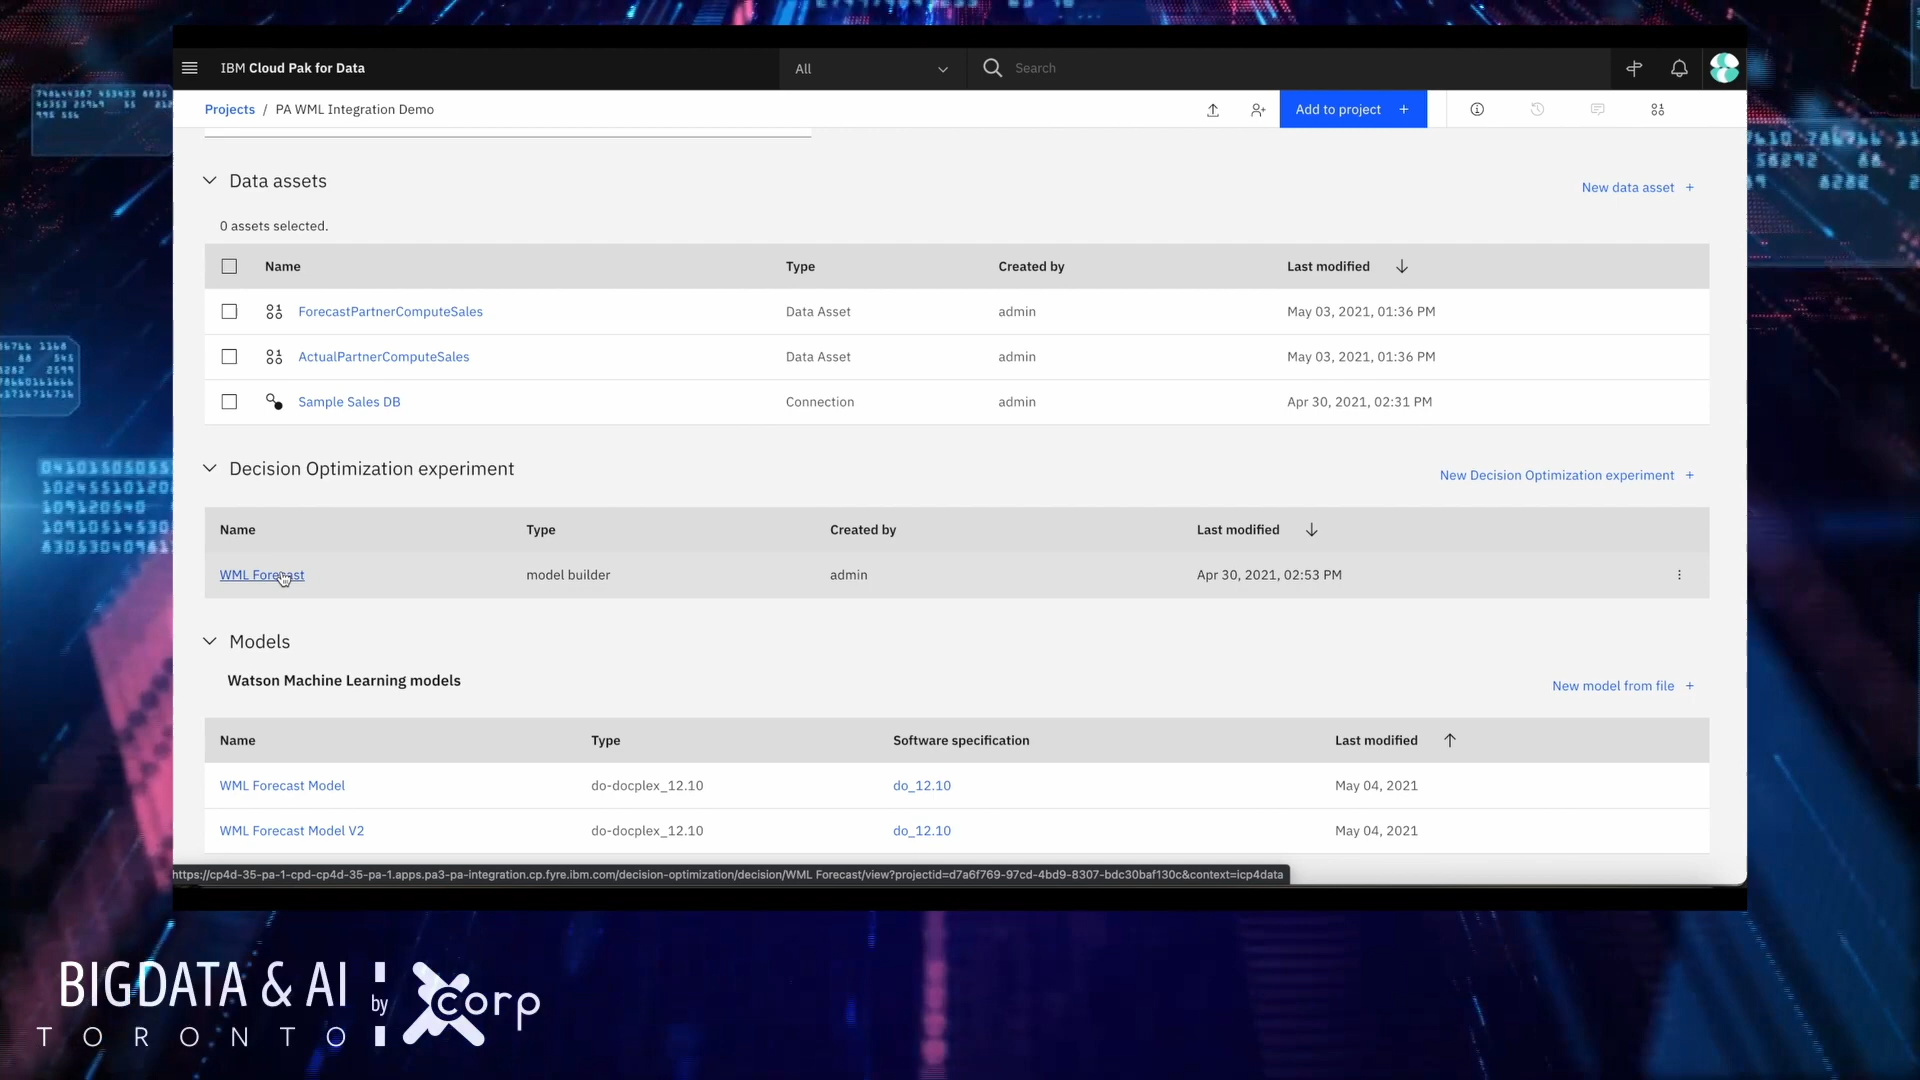 IBM Cloud Pak for Data
All
Search
Projects / PA WML Integration Demo
Add to project +
Data assets
New data asset +
0 assets selected.
Name Type Created by Last modified
ForecastPartnerComputeSales Data Asset admin May 03, 2021, 01:36 PM
ActualPartnerComputeSales Data Asset admin May 03, 2021, 01:36 PM
Sample Sales DB Connection admin Apr 30, 2021, 02:31 PM
Decision Optimization experiment
New Decision Optimization experiment +
Name Type Created by Last modified
WML Forecast model builder admin Apr 30, 2021, 02:53 PM
Models
Watson Machine Learning models
New model from file +
Name Type Software specification Last modified
WML Forecast Model do-docplex_12.10 do_12.10 May 04, 2021
WML Forecast Model V2 do-docplex_12.10 do_12.10 May 04, 2021
https://cp4d-35-pa-1-cpd-cp4d-35-pa-1.apps.pa3-pa-integration.cp.fyre.ibm.com/decision-optimization/decision/WML Forecast/view?projectid=d7a6f769-97cd-4bd9-8307-bdc30baf130c&context=icp4data
BIGDATA & AI
TORONTO
by
corp